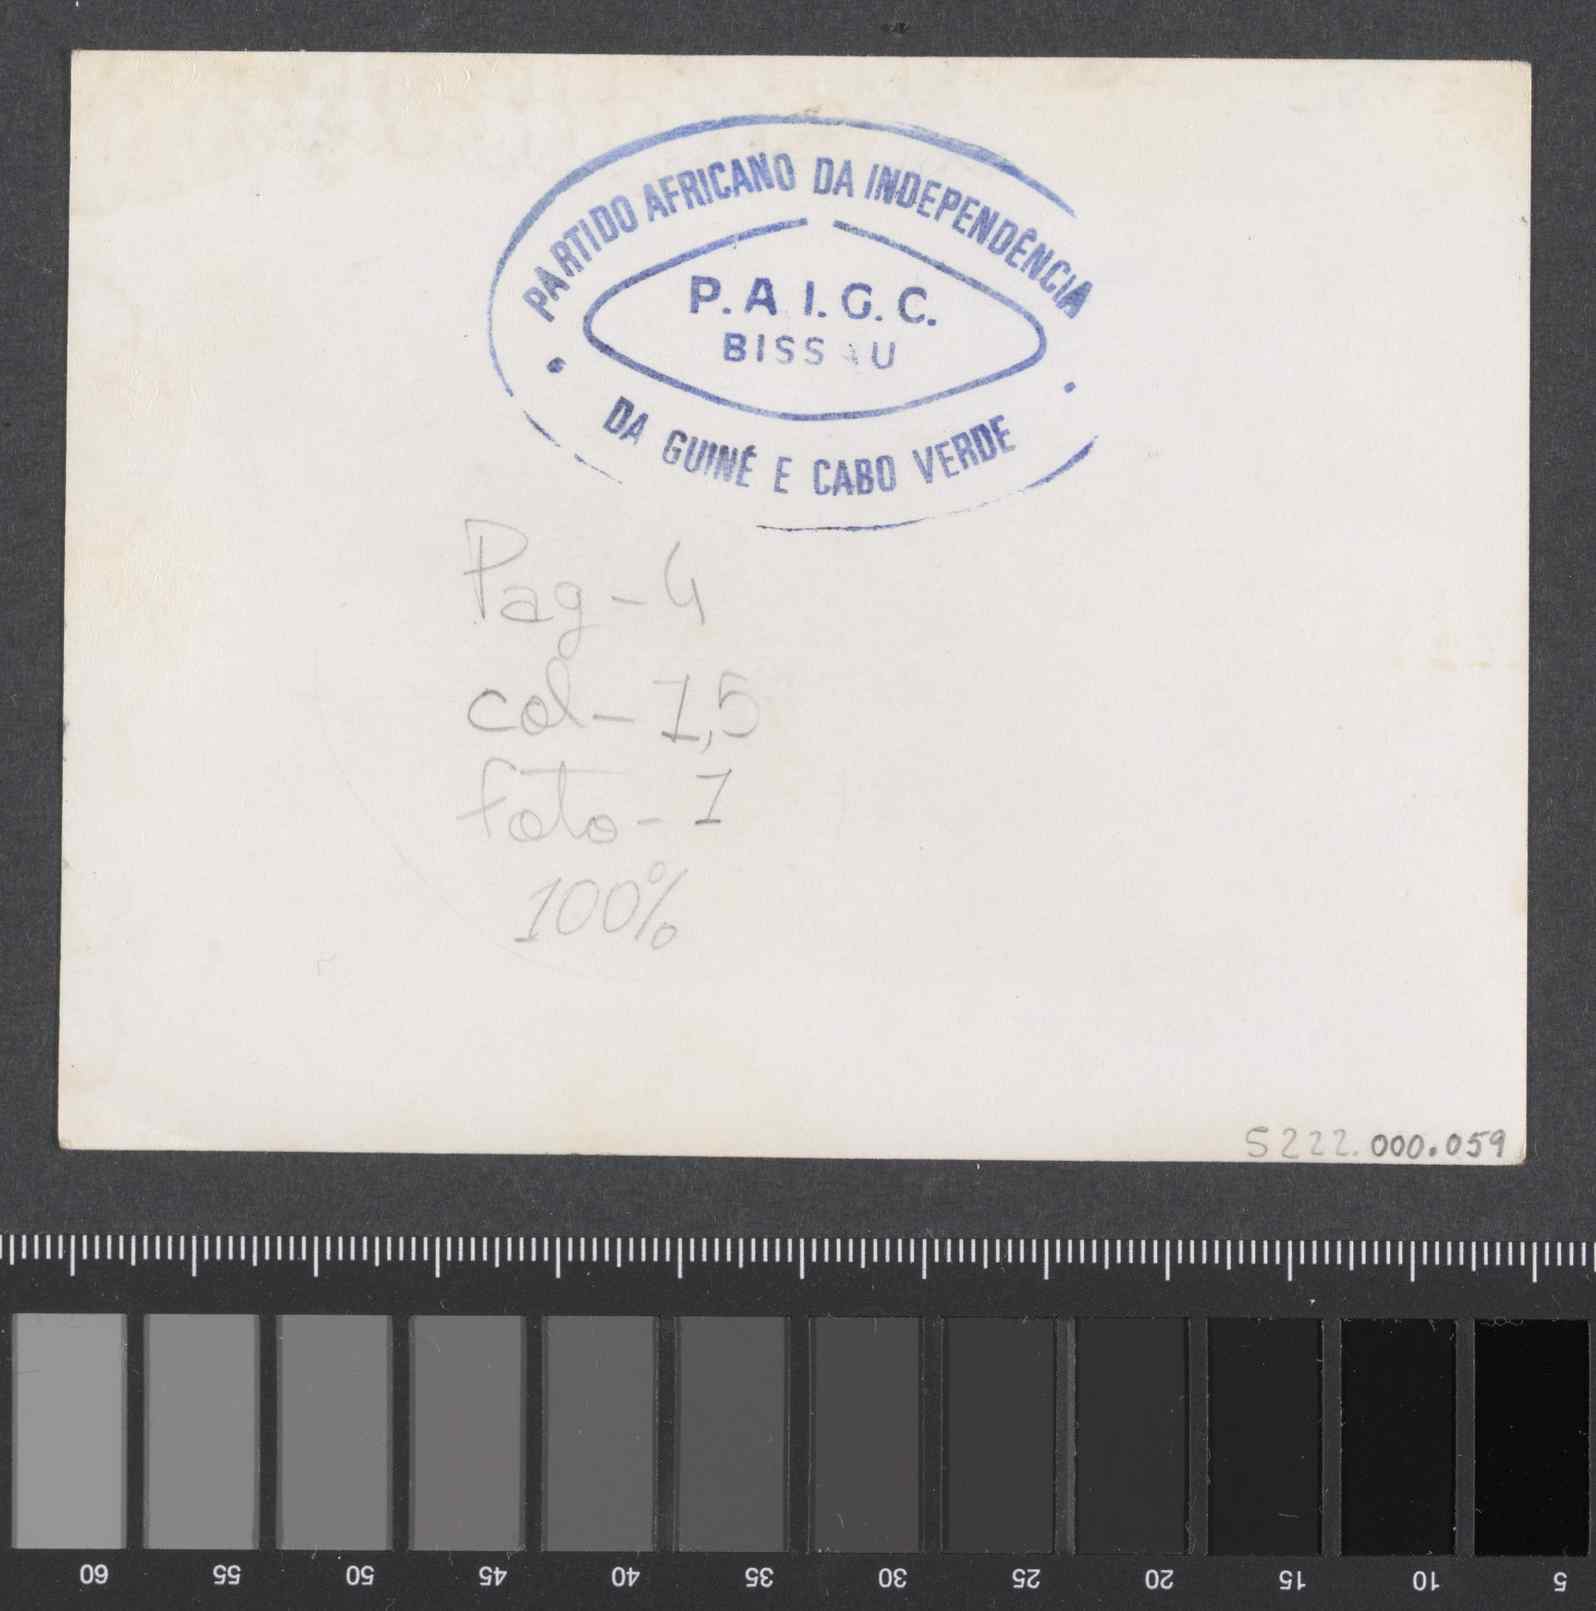 PARTIDO AFRICANO DA INDEPENDÊNCIA
P.A.I.G.C.
BISSAU
DA GUINÉ E CABO VERDE
Pag-4
col-1,5
foto-1
100%
S222.000.059
60 55 50 45 40 35 30 25 20 15 10 5